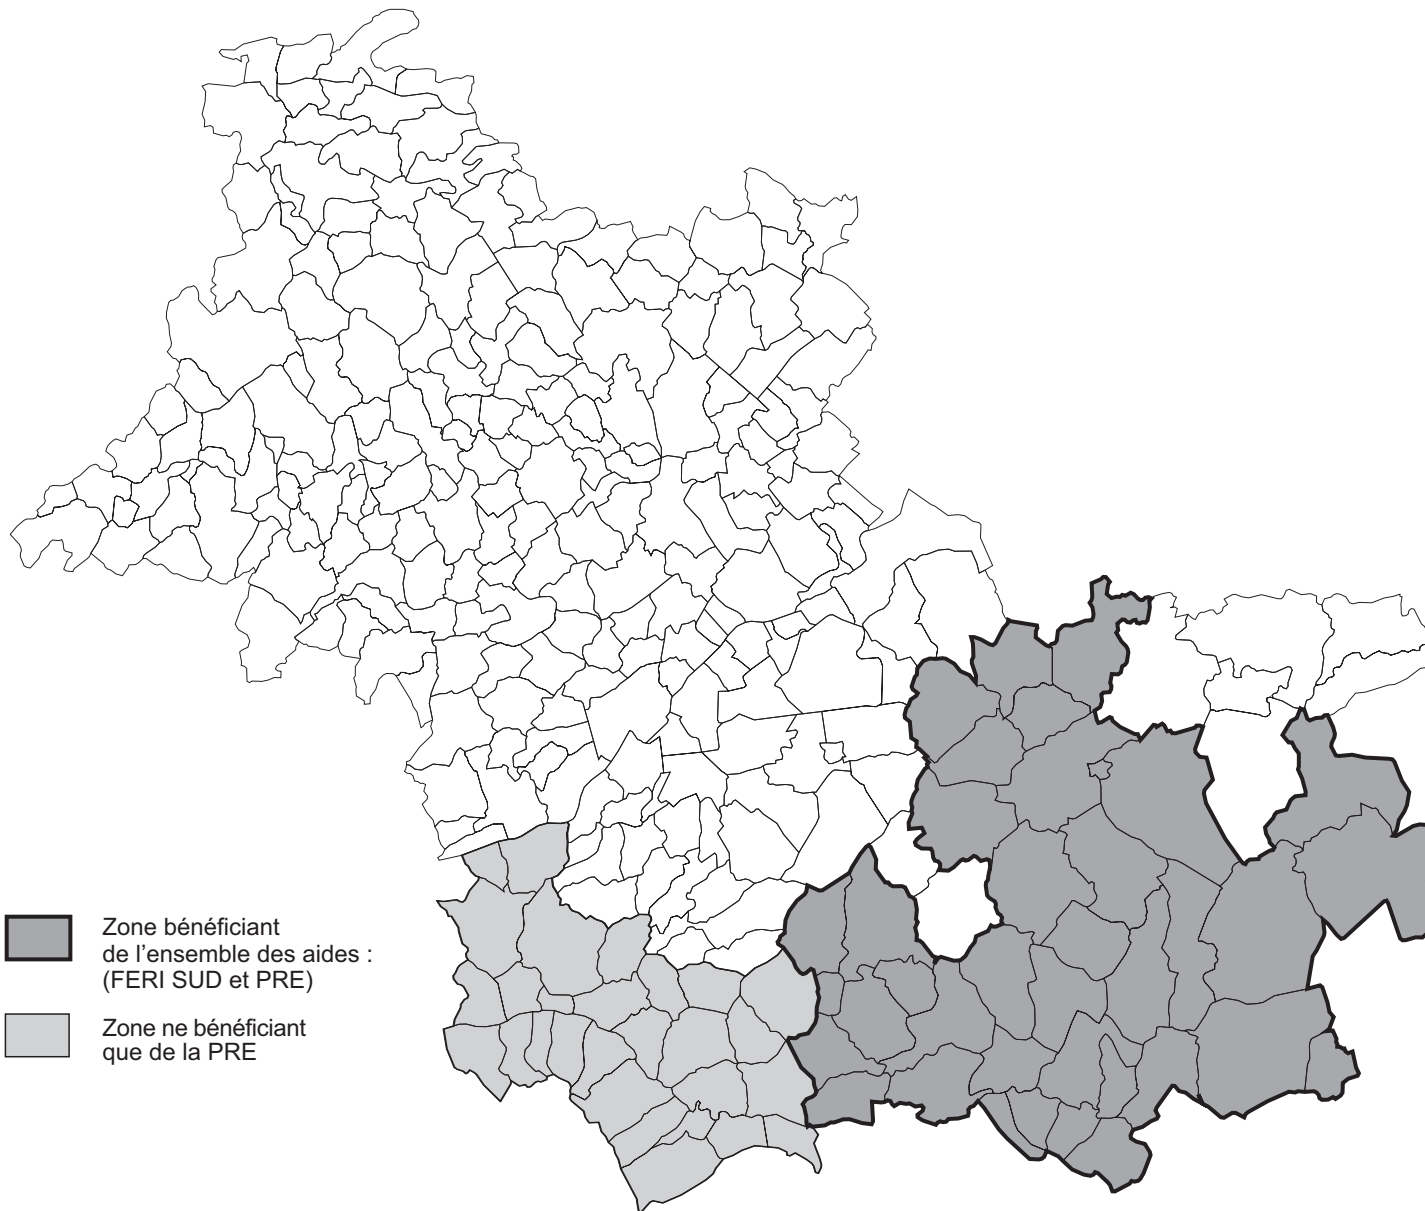 Zone bénéficiant
de l’ensemble des aides :
(FERI SUD et PRE)
Zone ne bénéficiant
que de la PRE